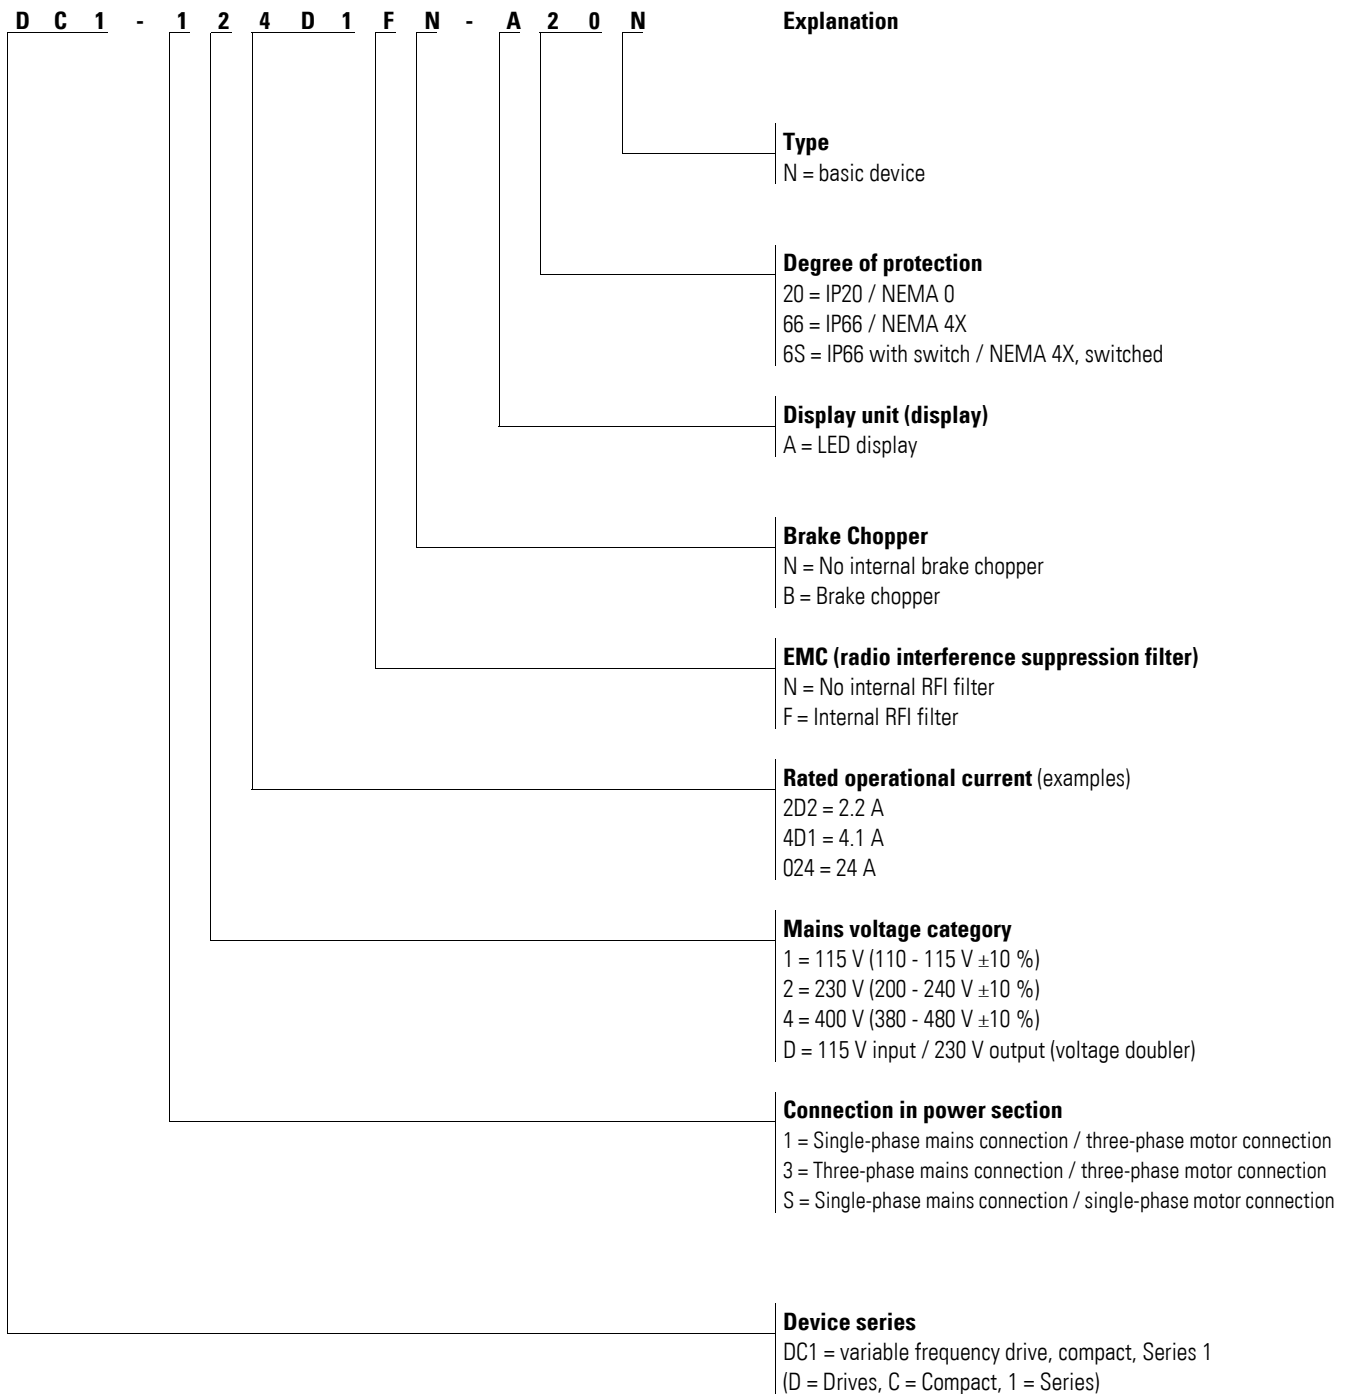 D C 1 - 1 2 4 D 1 F N - A 2 0 N Explanation
Type
N = basic device
Degree of protection
20 = IP20 / NEMA 0
66 = IP66 / NEMA 4X
6S = IP66 with switch / NEMA 4X, switched
Display unit (display)
A = LED display
Brake Chopper
N = No internal brake chopper
B = Brake chopper
EMC (radio interference suppression filter)
N = No internal RFI filter
F = Internal RFI filter
Rated operational current (examples)
2D2 = 2.2 A
4D1 = 4.1 A
024 = 24 A
Mains voltage category
1 = 115 V (110 - 115 V ±10 %)
2 = 230 V (200 - 240 V ±10 %)
4 = 400 V (380 - 480 V ±10 %)
D = 115 V input / 230 V output (voltage doubler)
Connection in power section
1 = Single-phase mains connection / three-phase motor connection
3 = Three-phase mains connection / three-phase motor connection
S = Single-phase mains connection / single-phase motor connection
Device series
DC1 = variable frequency drive, compact, Series 1
(D = Drives, C = Compact, 1 = Series)